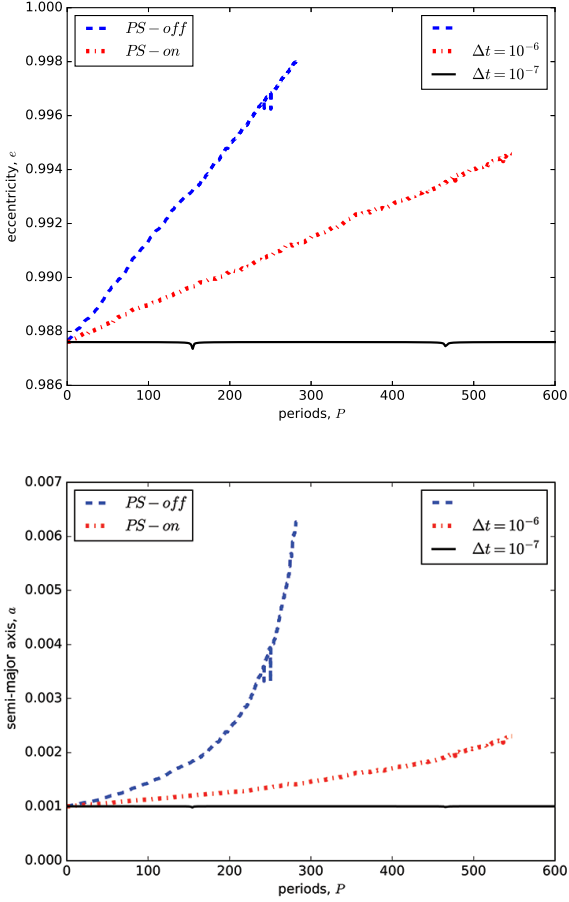 1.000
0.998
0.996
0.994
0.992
0.990
0.988
0.986
eccentricity, e
PS − off
PS − on
Δt = 10⁻⁶
Δt = 10⁻⁷
0 100 200 300 400 500 600
periods, P
0.007
0.006
0.005
0.004
0.003
0.002
0.001
0.000
semi-major axis, a
PS − off
PS − on
Δt = 10⁻⁶
Δt = 10⁻⁷
0 100 200 300 400 500 600
periods, P